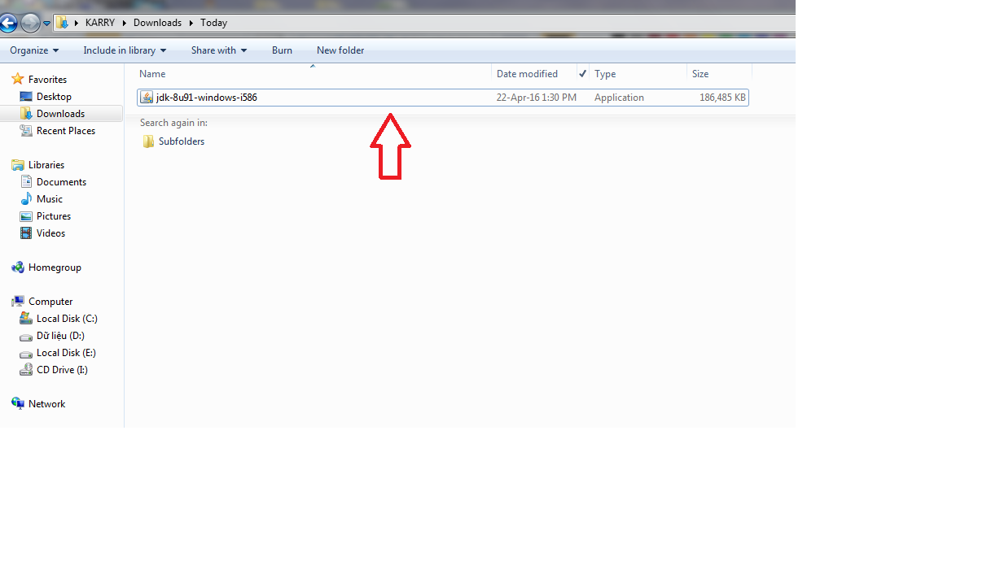 KARRY Downloads Today
Organize Include in library Share with Burn New folder
Favorites
Desktop
Downloads
Recent Places
Libraries
Documents
Music
Pictures
Videos
Homegroup
Computer
Local Disk (C:)
Dữ liệu (D:)
Local Disk (E:)
CD Drive (I:)
Network
Name Date modified Type Size
jdk-8u91-windows-i586 22-Apr-16 1:30 PM Application 186,485 KB
Search again in:
Subfolders